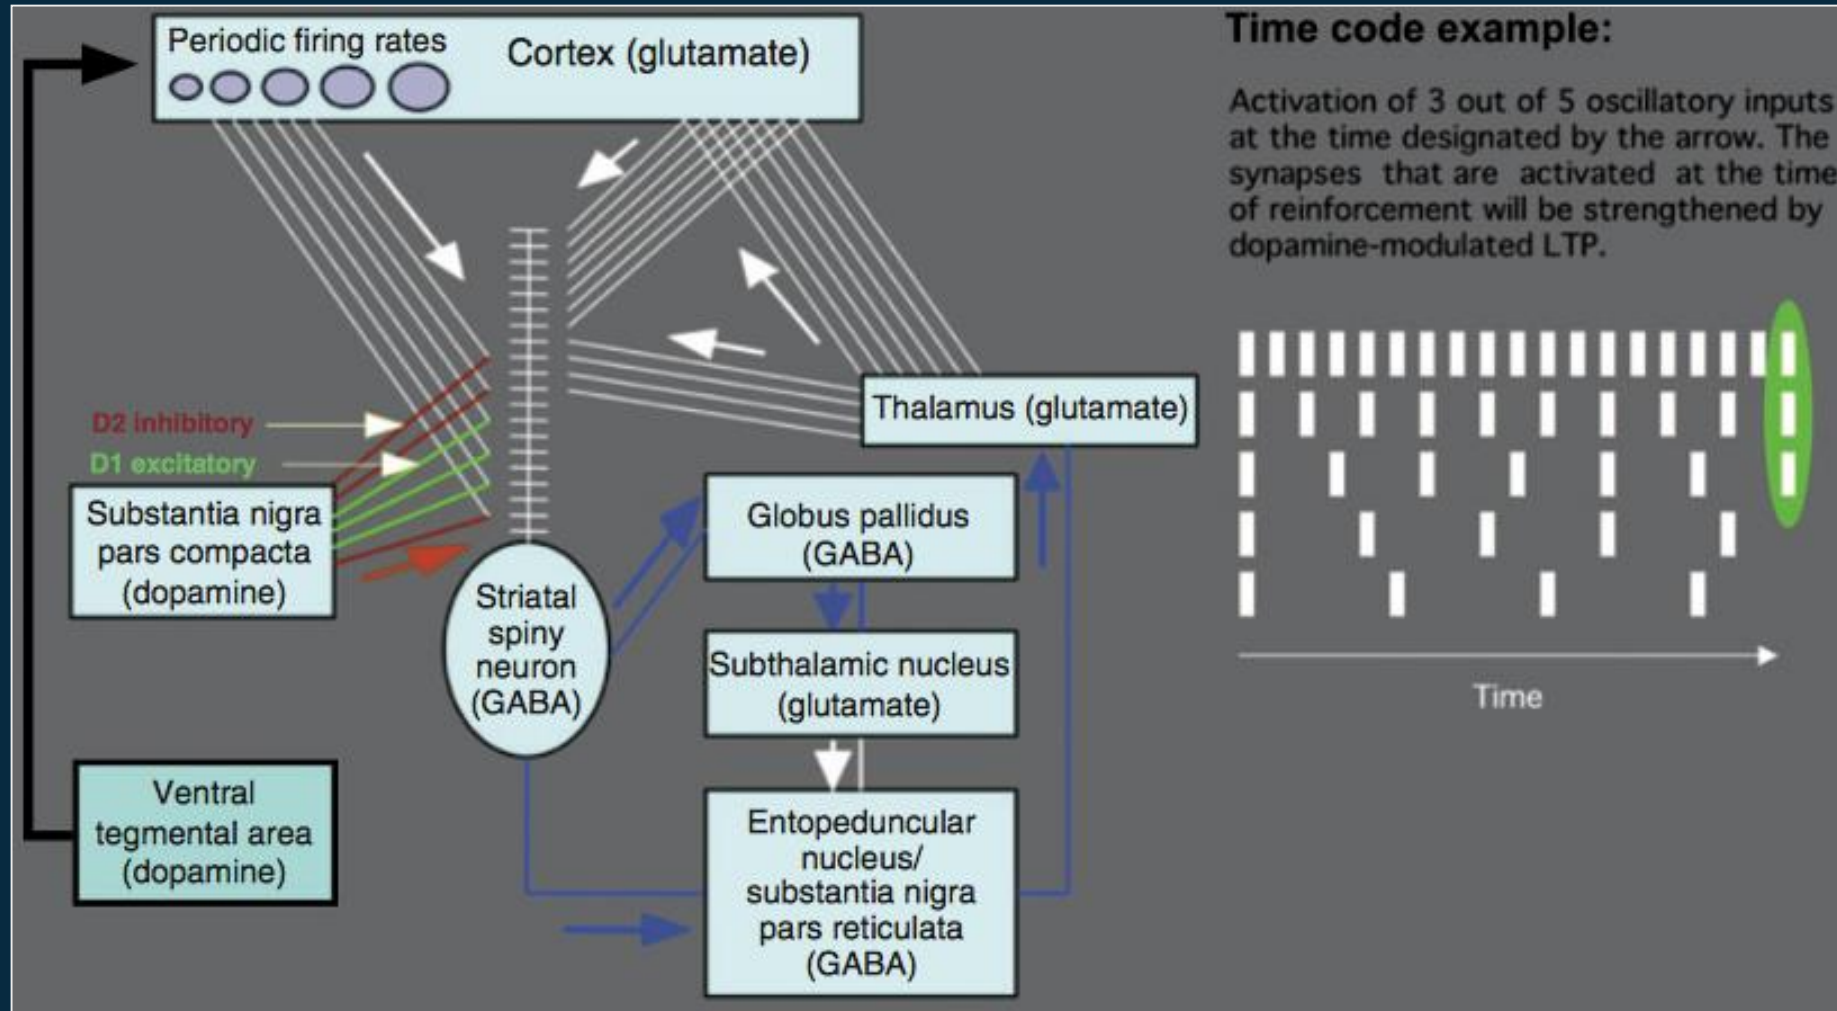 Periodic firing rates
Cortex (glutamate)
D2 inhibitory
D1 excitatory
Substantia nigra
pars compacta
(dopamine)
Ventral
tegmental area
(dopamine)
Striatal
spiny
neuron
(GABA)
Thalamus (glutamate)
Globus pallidus
(GABA)
Subthalamic nucleus
(glutamate)
Entopeduncular
nucleus/
substantia nigra
pars reticulata
(GABA)
Time code example:
Activation of 3 out of 5 oscillatory inputs
at the time designated by the arrow. The
synapses that are activated at the time
of reinforcement will be strengthened by
dopamine-modulated LTP.
Time